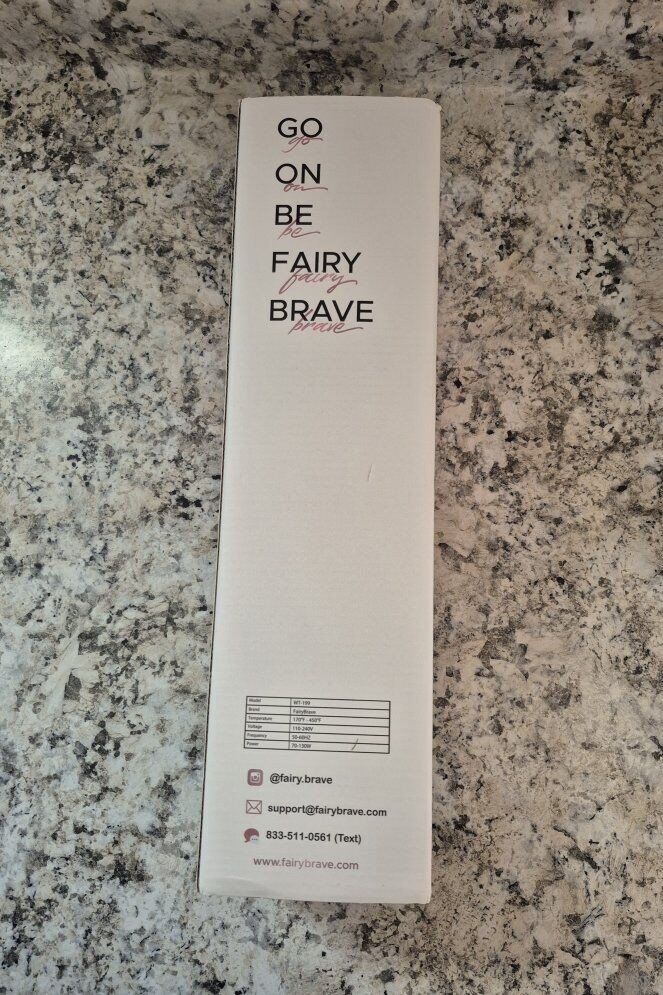 GO
go
ON
on
BE
be
FAIRY
fairy
BRAVE
brave
Model WT-199
Brand FairyBrave
Temperature 170°F - 450°F
Voltage 110-240V
Frequency 50-60HZ
Power 70-130W
@fairy.brave
support@fairybrave.com
833-511-0561 (Text)
www.fairybrave.com